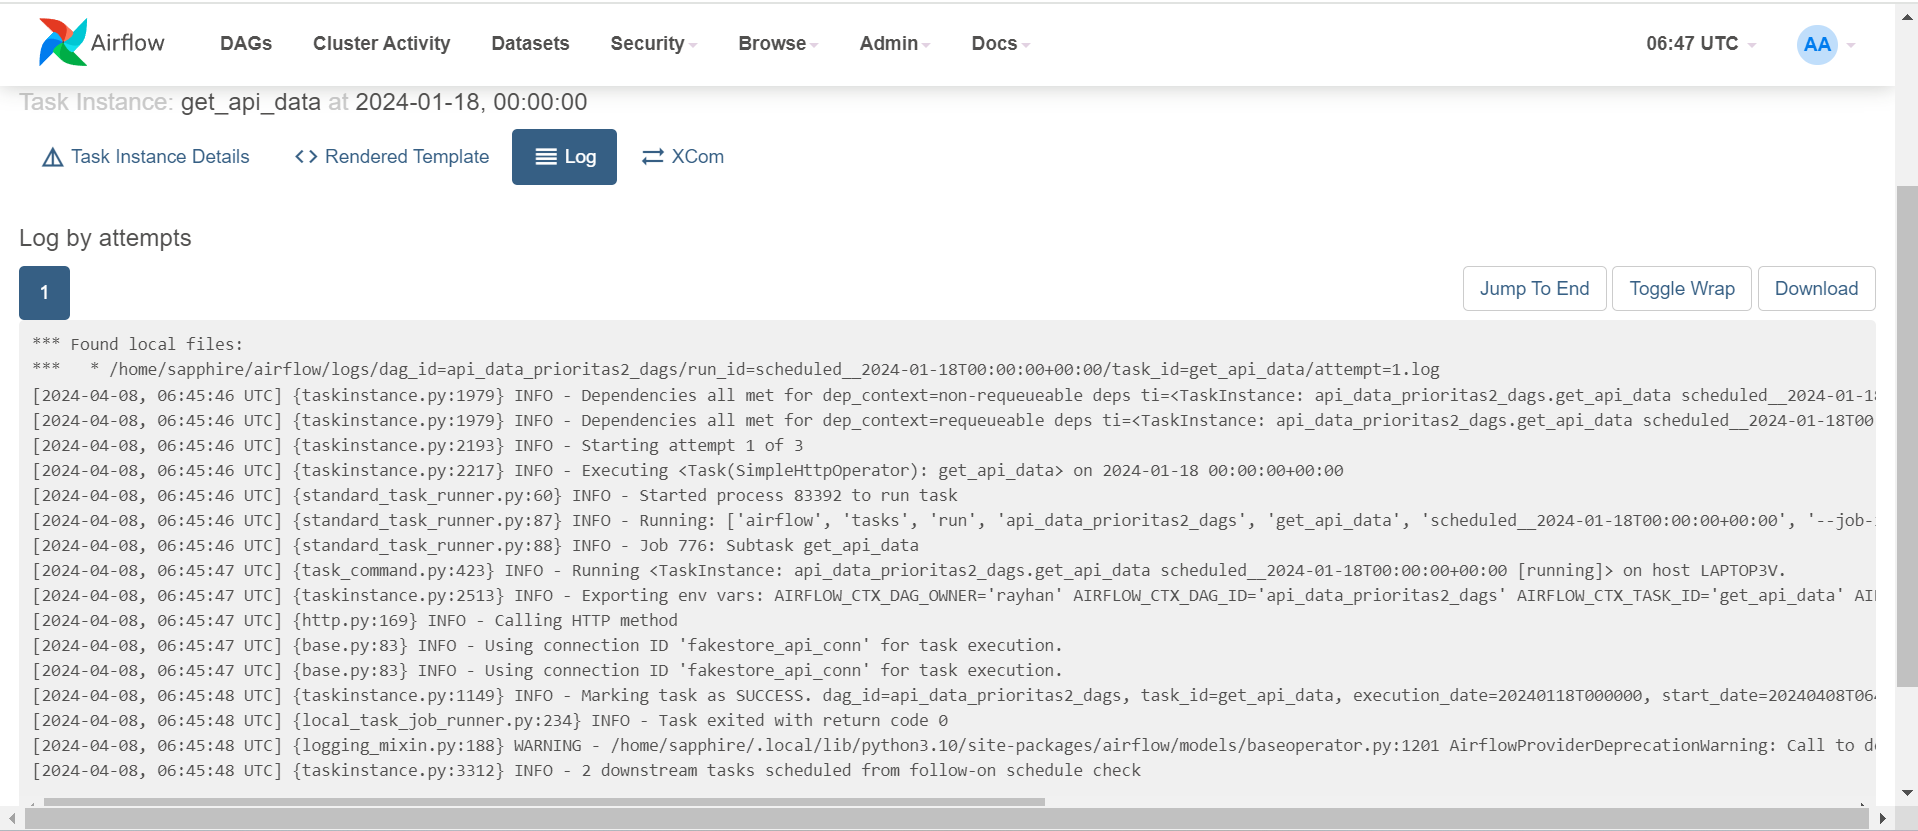 Airflow DAGs Cluster Activity Datasets Security Browse Admin Docs 06:47 UTC AA
Task Instance: get_api_data at 2024-01-18, 00:00:00
Task Instance Details <> Rendered Template Log XCom
Log by attempts
1 Jump To End Toggle Wrap Download
*** Found local files:
***   * /home/sapphire/airflow/logs/dag_id=api_data_prioritas2_dags/run_id=scheduled__2024-01-18T00:00:00+00:00/task_id=get_api_data/attempt=1.log
[2024-04-08, 06:45:46 UTC] {taskinstance.py:1979} INFO - Dependencies all met for dep_context=non-requeueable deps ti=<TaskInstance: api_data_prioritas2_dags.get_api_data scheduled__2024-01-18
[2024-04-08, 06:45:46 UTC] {taskinstance.py:1979} INFO - Dependencies all met for dep_context=requeueable deps ti=<TaskInstance: api_data_prioritas2_dags.get_api_data scheduled__2024-01-18T00
[2024-04-08, 06:45:46 UTC] {taskinstance.py:2193} INFO - Starting attempt 1 of 3
[2024-04-08, 06:45:46 UTC] {taskinstance.py:2217} INFO - Executing <Task(SimpleHttpOperator): get_api_data> on 2024-01-18 00:00:00+00:00
[2024-04-08, 06:45:46 UTC] {standard_task_runner.py:60} INFO - Started process 83392 to run task
[2024-04-08, 06:45:46 UTC] {standard_task_runner.py:87} INFO - Running: ['airflow', 'tasks', 'run', 'api_data_prioritas2_dags', 'get_api_data', 'scheduled__2024-01-18T00:00:00+00:00', '--job-
[2024-04-08, 06:45:46 UTC] {standard_task_runner.py:88} INFO - Job 776: Subtask get_api_data
[2024-04-08, 06:45:47 UTC] {task_command.py:423} INFO - Running <TaskInstance: api_data_prioritas2_dags.get_api_data scheduled__2024-01-18T00:00:00+00:00 [running]> on host LAPTOP3V.
[2024-04-08, 06:45:47 UTC] {taskinstance.py:2513} INFO - Exporting env vars: AIRFLOW_CTX_DAG_OWNER='rayhan' AIRFLOW_CTX_DAG_ID='api_data_prioritas2_dags' AIRFLOW_CTX_TASK_ID='get_api_data' AI
[2024-04-08, 06:45:47 UTC] {http.py:169} INFO - Calling HTTP method
[2024-04-08, 06:45:47 UTC] {base.py:83} INFO - Using connection ID 'fakestore_api_conn' for task execution.
[2024-04-08, 06:45:47 UTC] {base.py:83} INFO - Using connection ID 'fakestore_api_conn' for task execution.
[2024-04-08, 06:45:48 UTC] {taskinstance.py:1149} INFO - Marking task as SUCCESS. dag_id=api_data_prioritas2_dags, task_id=get_api_data, execution_date=20240118T000000, start_date=20240408T064
[2024-04-08, 06:45:48 UTC] {local_task_job_runner.py:234} INFO - Task exited with return code 0
[2024-04-08, 06:45:48 UTC] {logging_mixin.py:188} WARNING - /home/sapphire/.local/lib/python3.10/site-packages/airflow/models/baseoperator.py:1201 AirflowProviderDeprecationWarning: Call to de
[2024-04-08, 06:45:48 UTC] {taskinstance.py:3312} INFO - 2 downstream tasks scheduled from follow-on schedule check